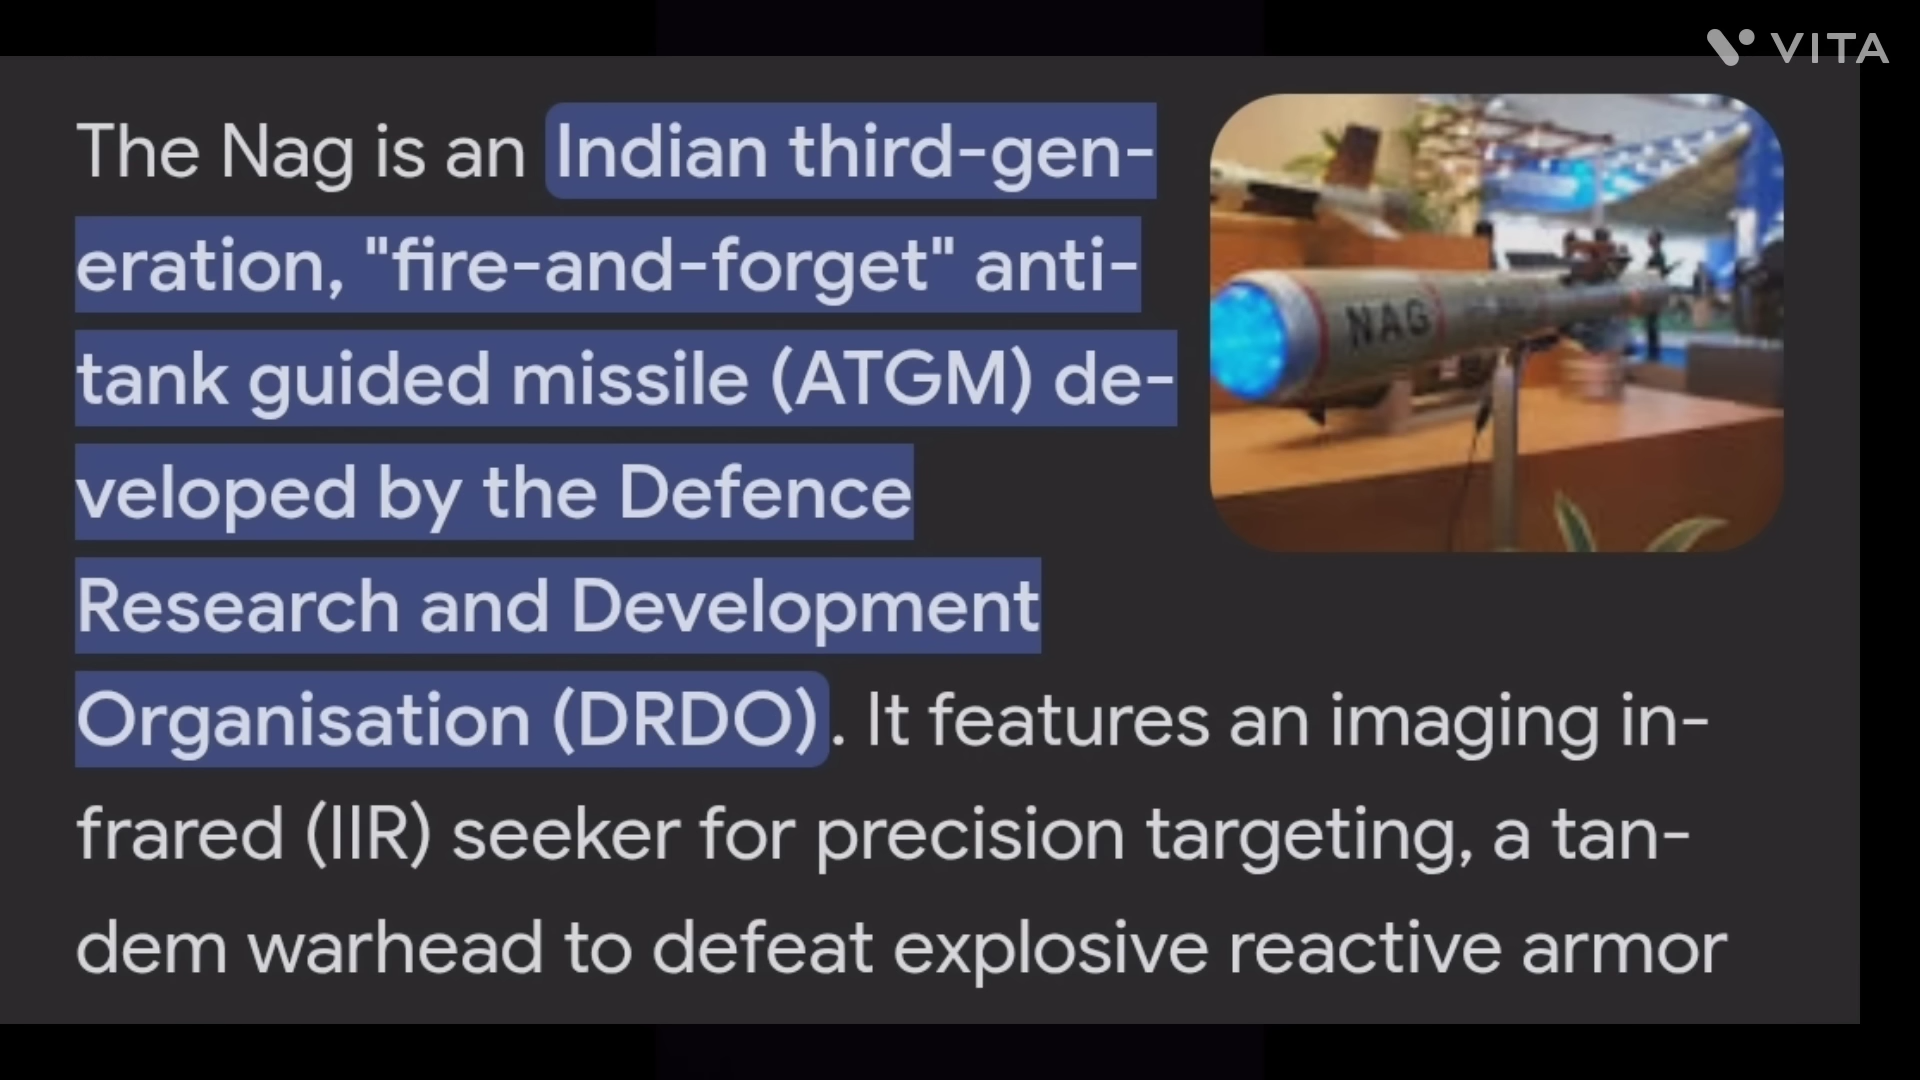 VITA
The Nag is an Indian third-gen-
eration, "fire-and-forget" anti-
tank guided missile (ATGM) de-
veloped by the Defence
Research and Development
Organisation (DRDO). It features an imaging in-
frared (IIR) seeker for precision targeting, a tan-
dem warhead to defeat explosive reactive armor
NAG